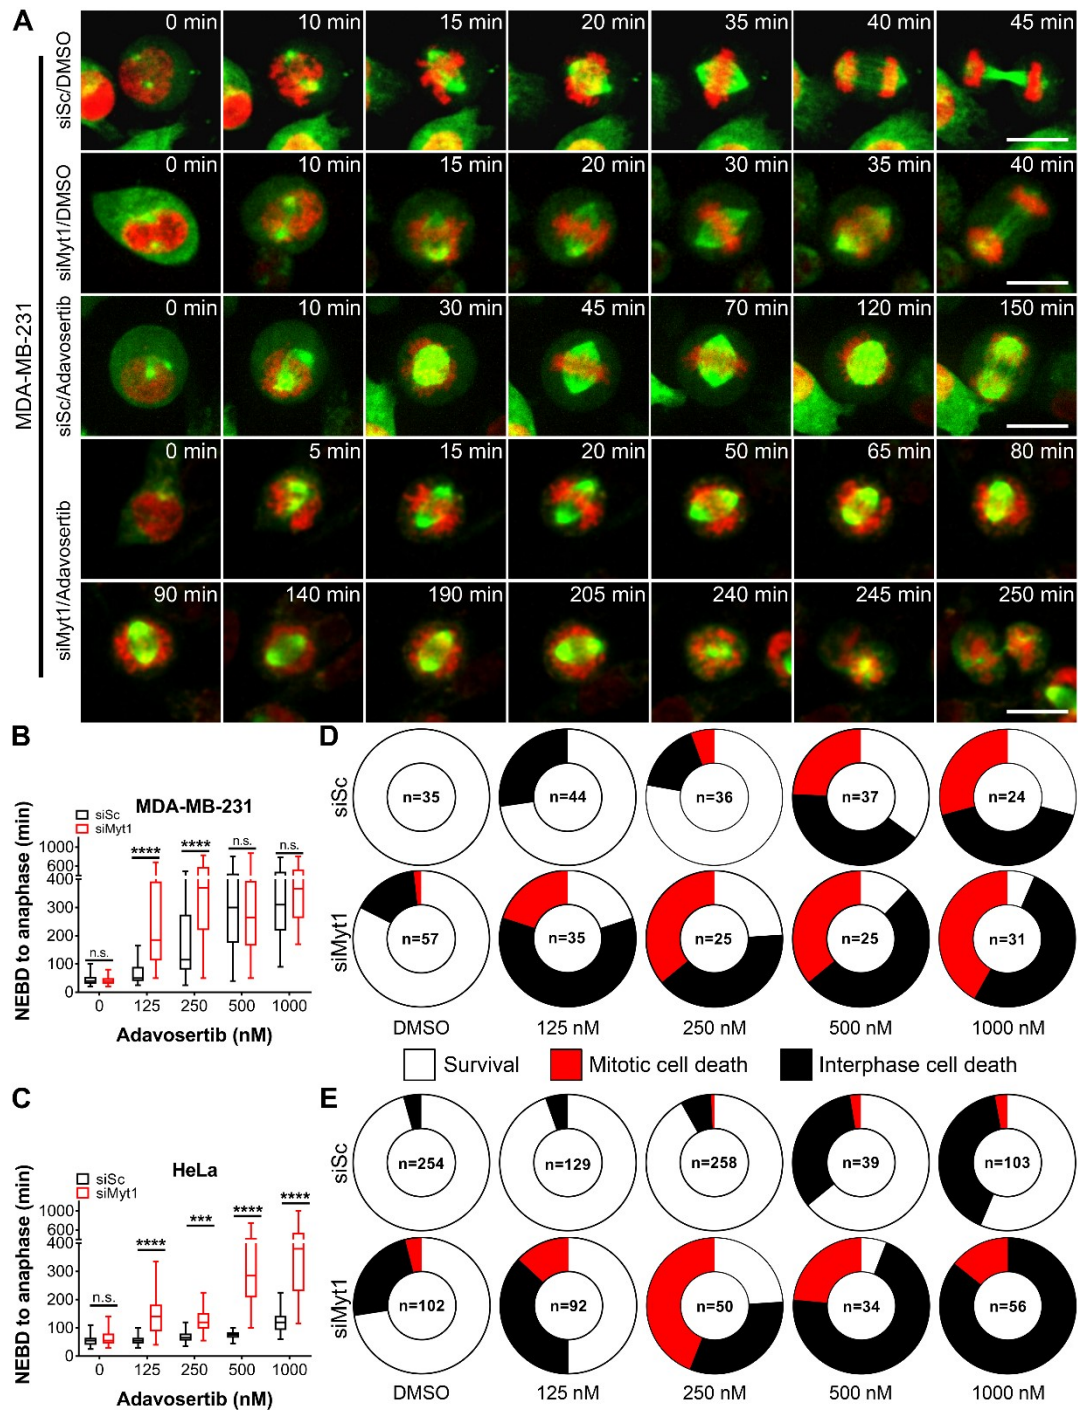 A
MDA-MB-231
siSc/DMSO
0 min 10 min 15 min 20 min 35 min 40 min 45 min
siMyt1/DMSO
0 min 10 min 15 min 20 min 30 min 35 min 40 min
siSc/Adavosertib
0 min 10 min 30 min 45 min 70 min 120 min 150 min
siMyt1/Adavosertib
0 min 5 min 15 min 20 min 50 min 65 min 80 min
90 min 140 min 190 min 205 min 240 min 245 min 250 min
B
MDA-MB-231
siSc
siMyt1
NEBD to anaphase (min)
1000
600
400
300
200
100
0
n.s. **** **** n.s. n.s.
0 125 250 500 1000
Adavosertib (nM)
D
siSc
n=35 n=44 n=36 n=37 n=24
siMyt1
n=57 n=35 n=25 n=25 n=31
DMSO 125 nM 250 nM 500 nM 1000 nM
Survival Mitotic cell death Interphase cell death
C
HeLa
siSc
siMyt1
NEBD to anaphase (min)
1000
600
400
300
200
100
0
n.s. **** *** **** ****
0 125 250 500 1000
Adavosertib (nM)
E
siSc
n=254 n=129 n=258 n=39 n=103
siMyt1
n=102 n=92 n=50 n=34 n=56
DMSO 125 nM 250 nM 500 nM 1000 nM